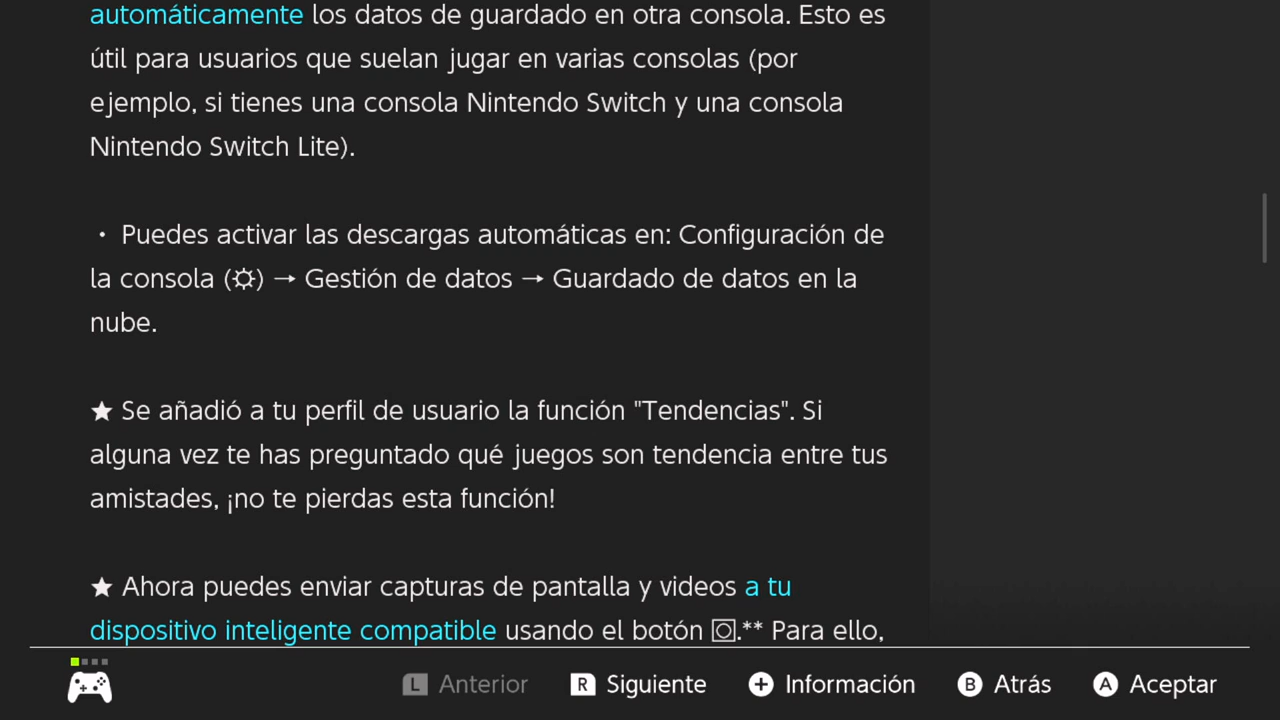 automáticamente los datos de guardado en otra consola. Esto es
útil para usuarios que suelan jugar en varias consolas (por
ejemplo, si tienes una consola Nintendo Switch y una consola
Nintendo Switch Lite).
・ Puedes activar las descargas automáticas en: Configuración de
la consola (☼) → Gestión de datos → Guardado de datos en la
nube.
★ Se añadió a tu perfil de usuario la función "Tendencias". Si
alguna vez te has preguntado qué juegos son tendencia entre tus
amistades, ¡no te pierdas esta función!
★ Ahora puedes enviar capturas de pantalla y videos a tu
dispositivo inteligente compatible usando el botón ⌼.** Para ello,
L Anterior R Siguiente + Información B Atrás A Aceptar